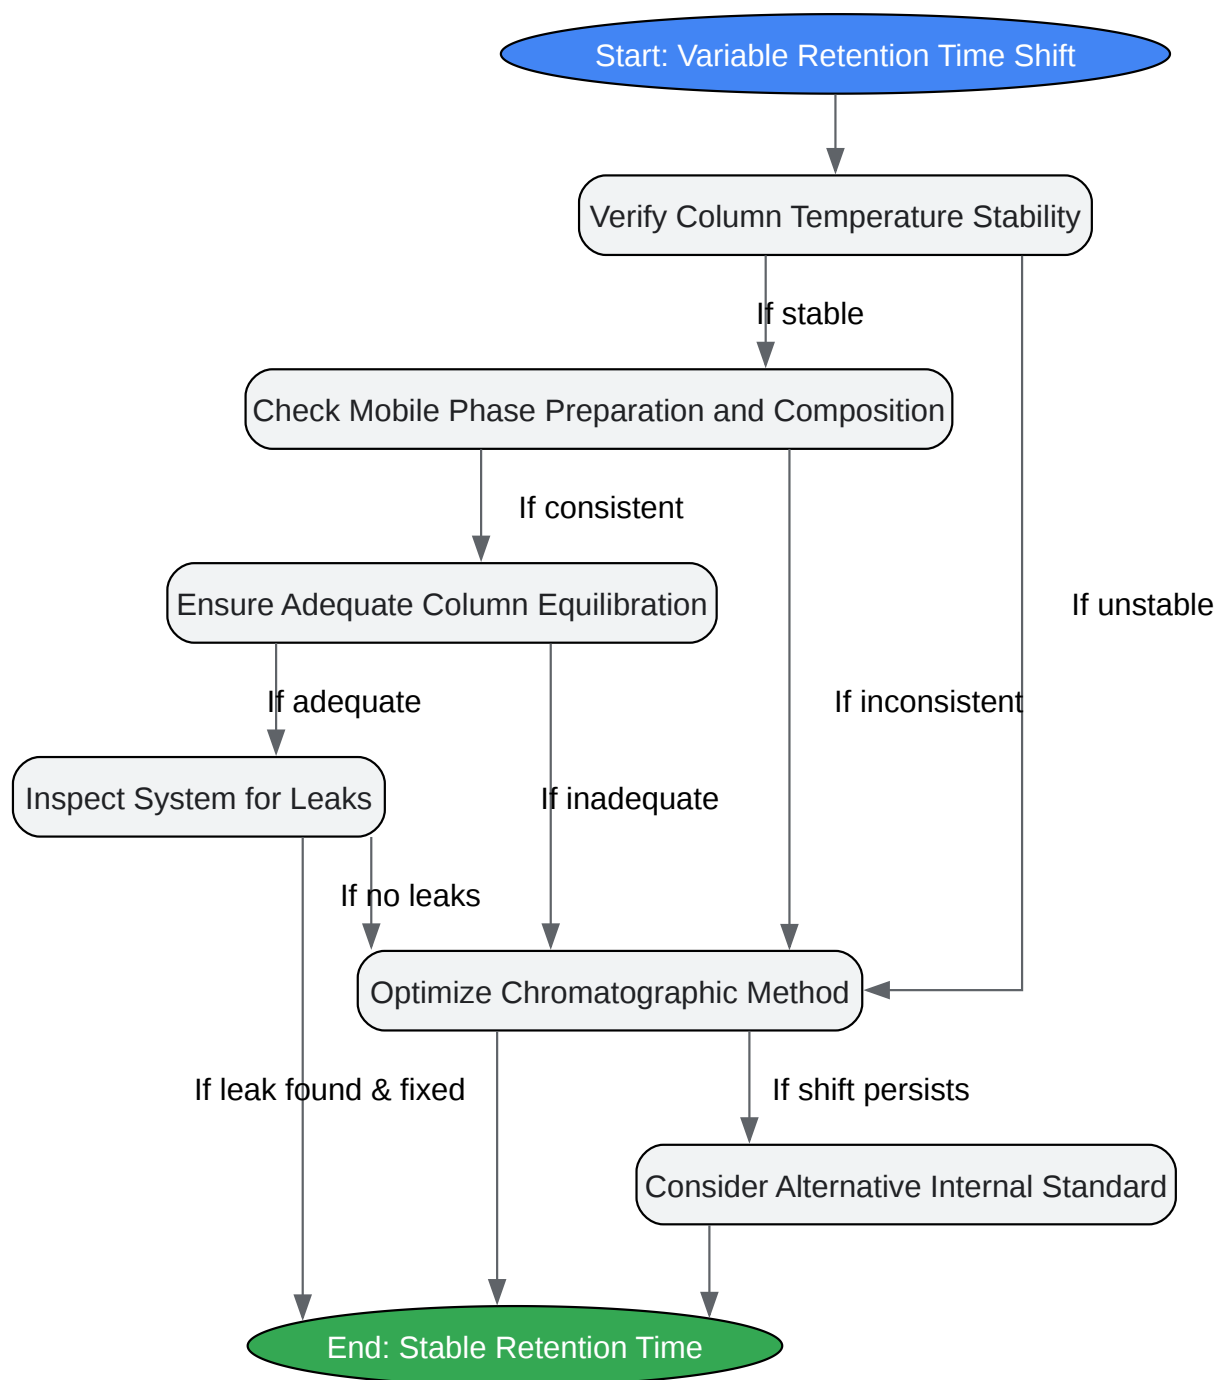 Start: Variable Retention Time Shift
Verify Column Temperature Stability
If stable
Check Mobile Phase Preparation and Composition
If consistent
Ensure Adequate Column Equilibration
If unstable
If adequate
If inconsistent
Inspect System for Leaks
If inadequate
If no leaks
Optimize Chromatographic Method
If leak found & fixed
If shift persists
Consider Alternative Internal Standard
End: Stable Retention Time